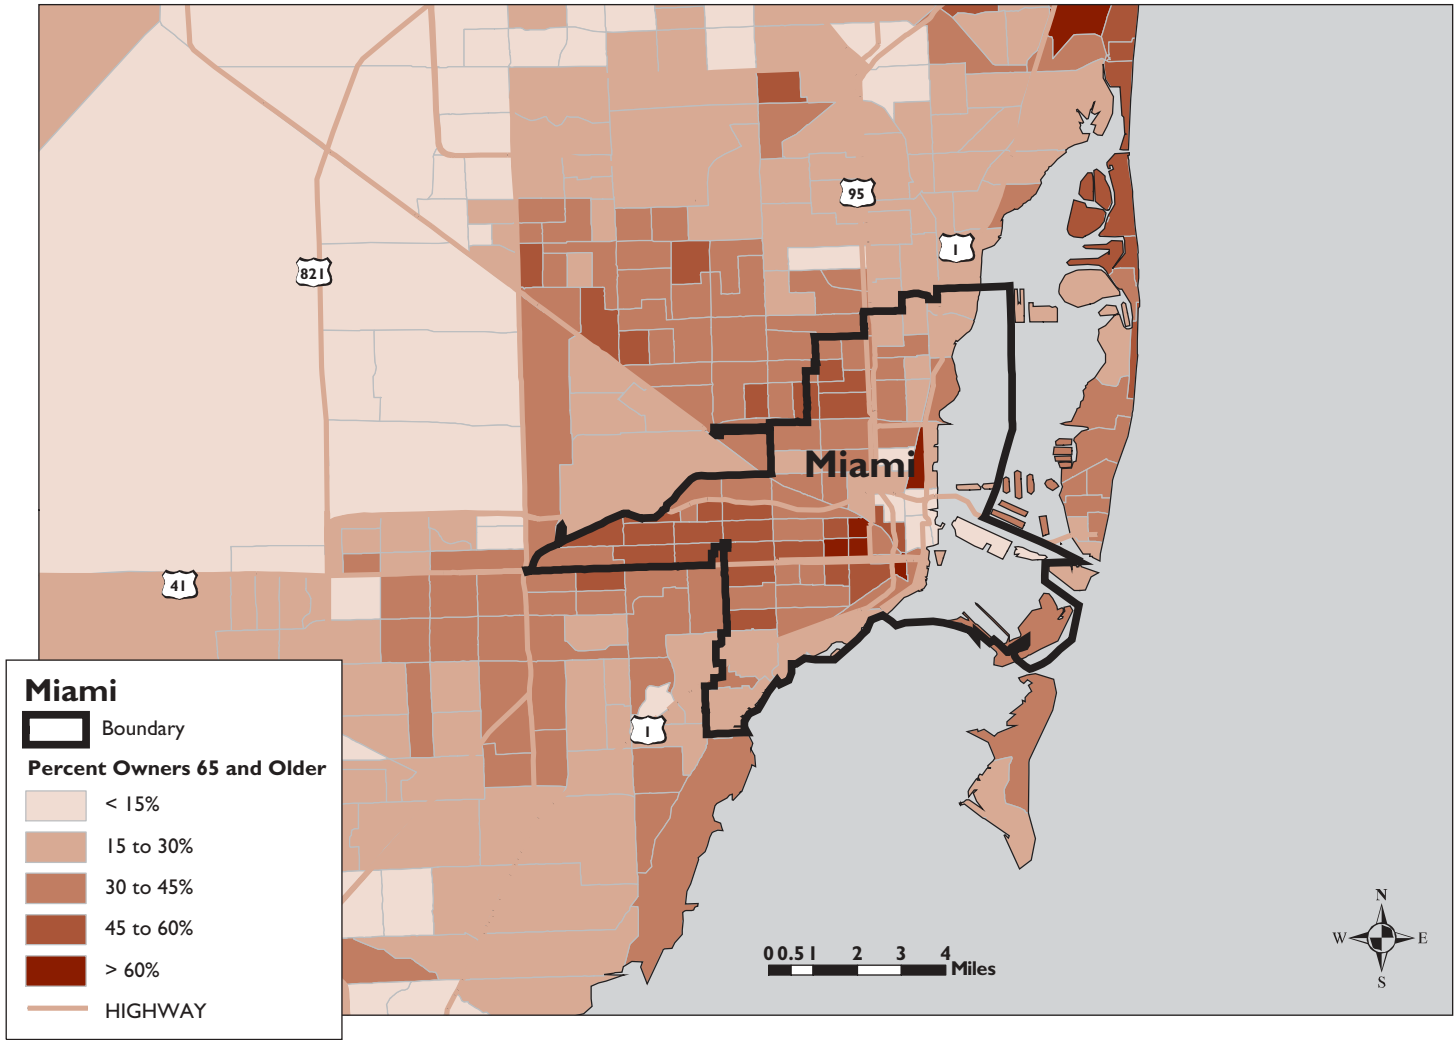 95
1
821
Miami
41
1
Miami
Boundary
Percent Owners 65 and Older
< 15%
15 to 30%
30 to 45%
45 to 60%
> 60%
HIGHWAY
0 0.5 1 2 3 4
Miles
N
W E
S